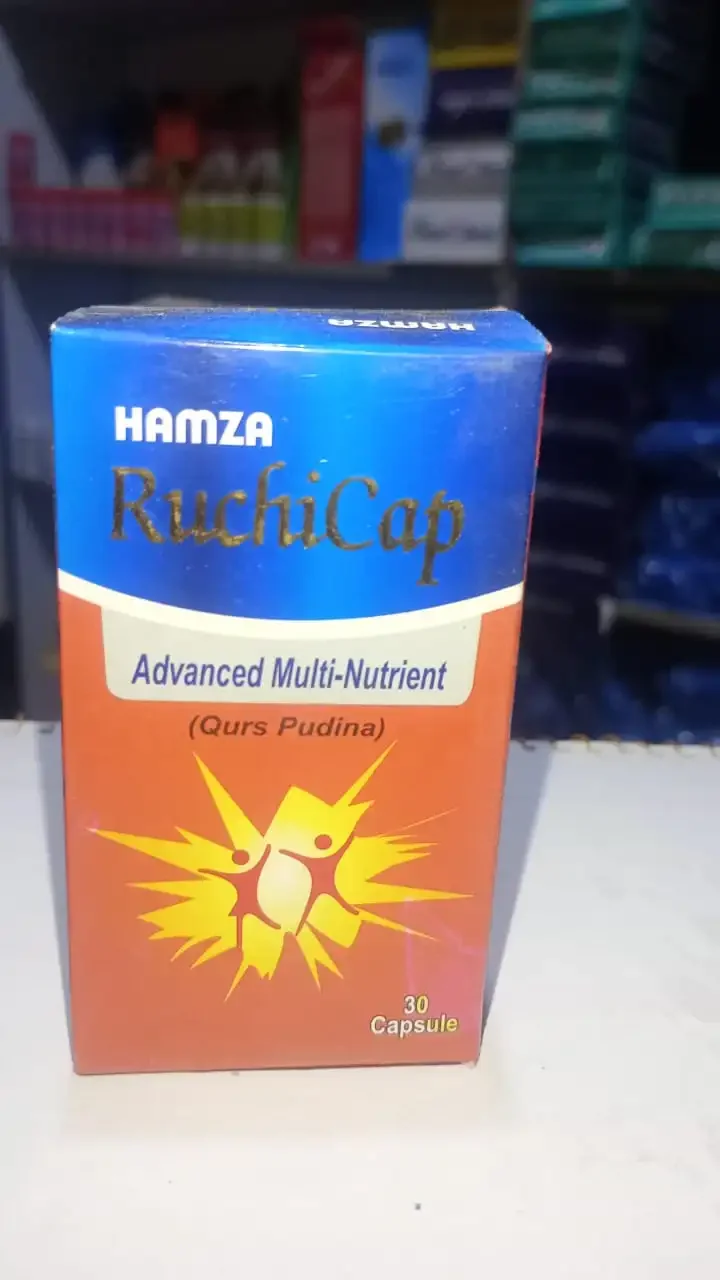 HAMZA
HAMZA
RuchiCap
Advanced Multi-Nutrient
(Qurs Pudina)
30
Capsule